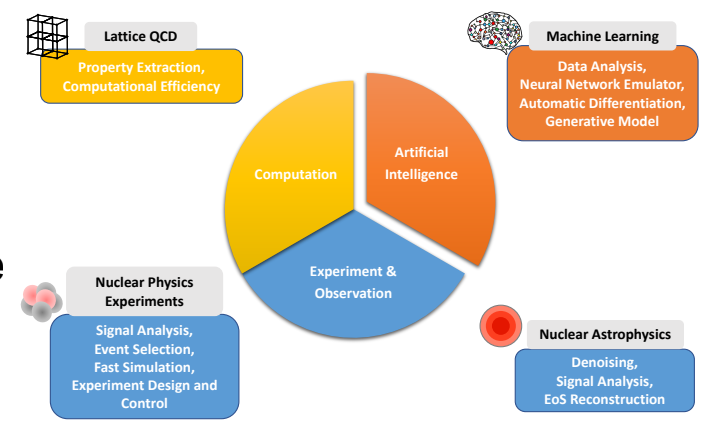 Lattice QCD
Property Extraction,
Computational Efficiency
Machine Learning
Data Analysis,
Neural Network Emulator,
Automatic Differentiation,
Generative Model
Computation
Artificial
Intelligence
Experiment &
Observation
e
Nuclear Physics
Experiments
Signal Analysis,
Event Selection,
Fast Simulation,
Experiment Design and
Control
Nuclear Astrophysics
Denoising,
Signal Analysis,
EoS Reconstruction